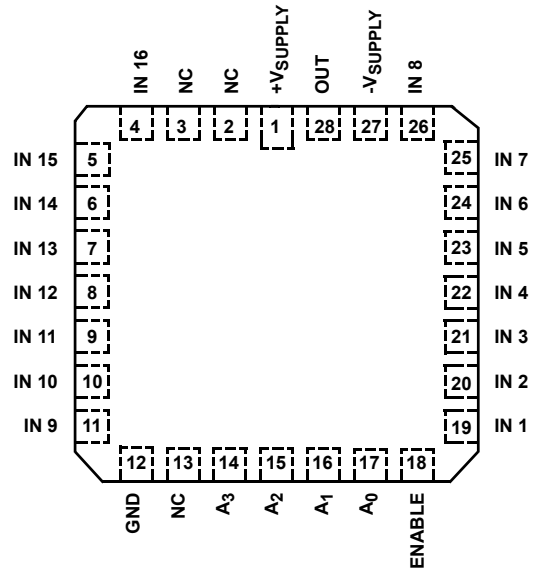 IN 16
NC
NC
+VSUPPLY
OUT
-VSUPPLY
IN 8
4 3 2 1 28 27 26
IN 15 5 25 IN 7
IN 14 6 24 IN 6
IN 13 7 23 IN 5
IN 12 8 22 IN 4
IN 11 9 21 IN 3
IN 10 10 20 IN 2
IN 9 11 19 IN 1
12 13 14 15 16 17 18
GND
NC
A3
A2
A1
A0
ENABLE